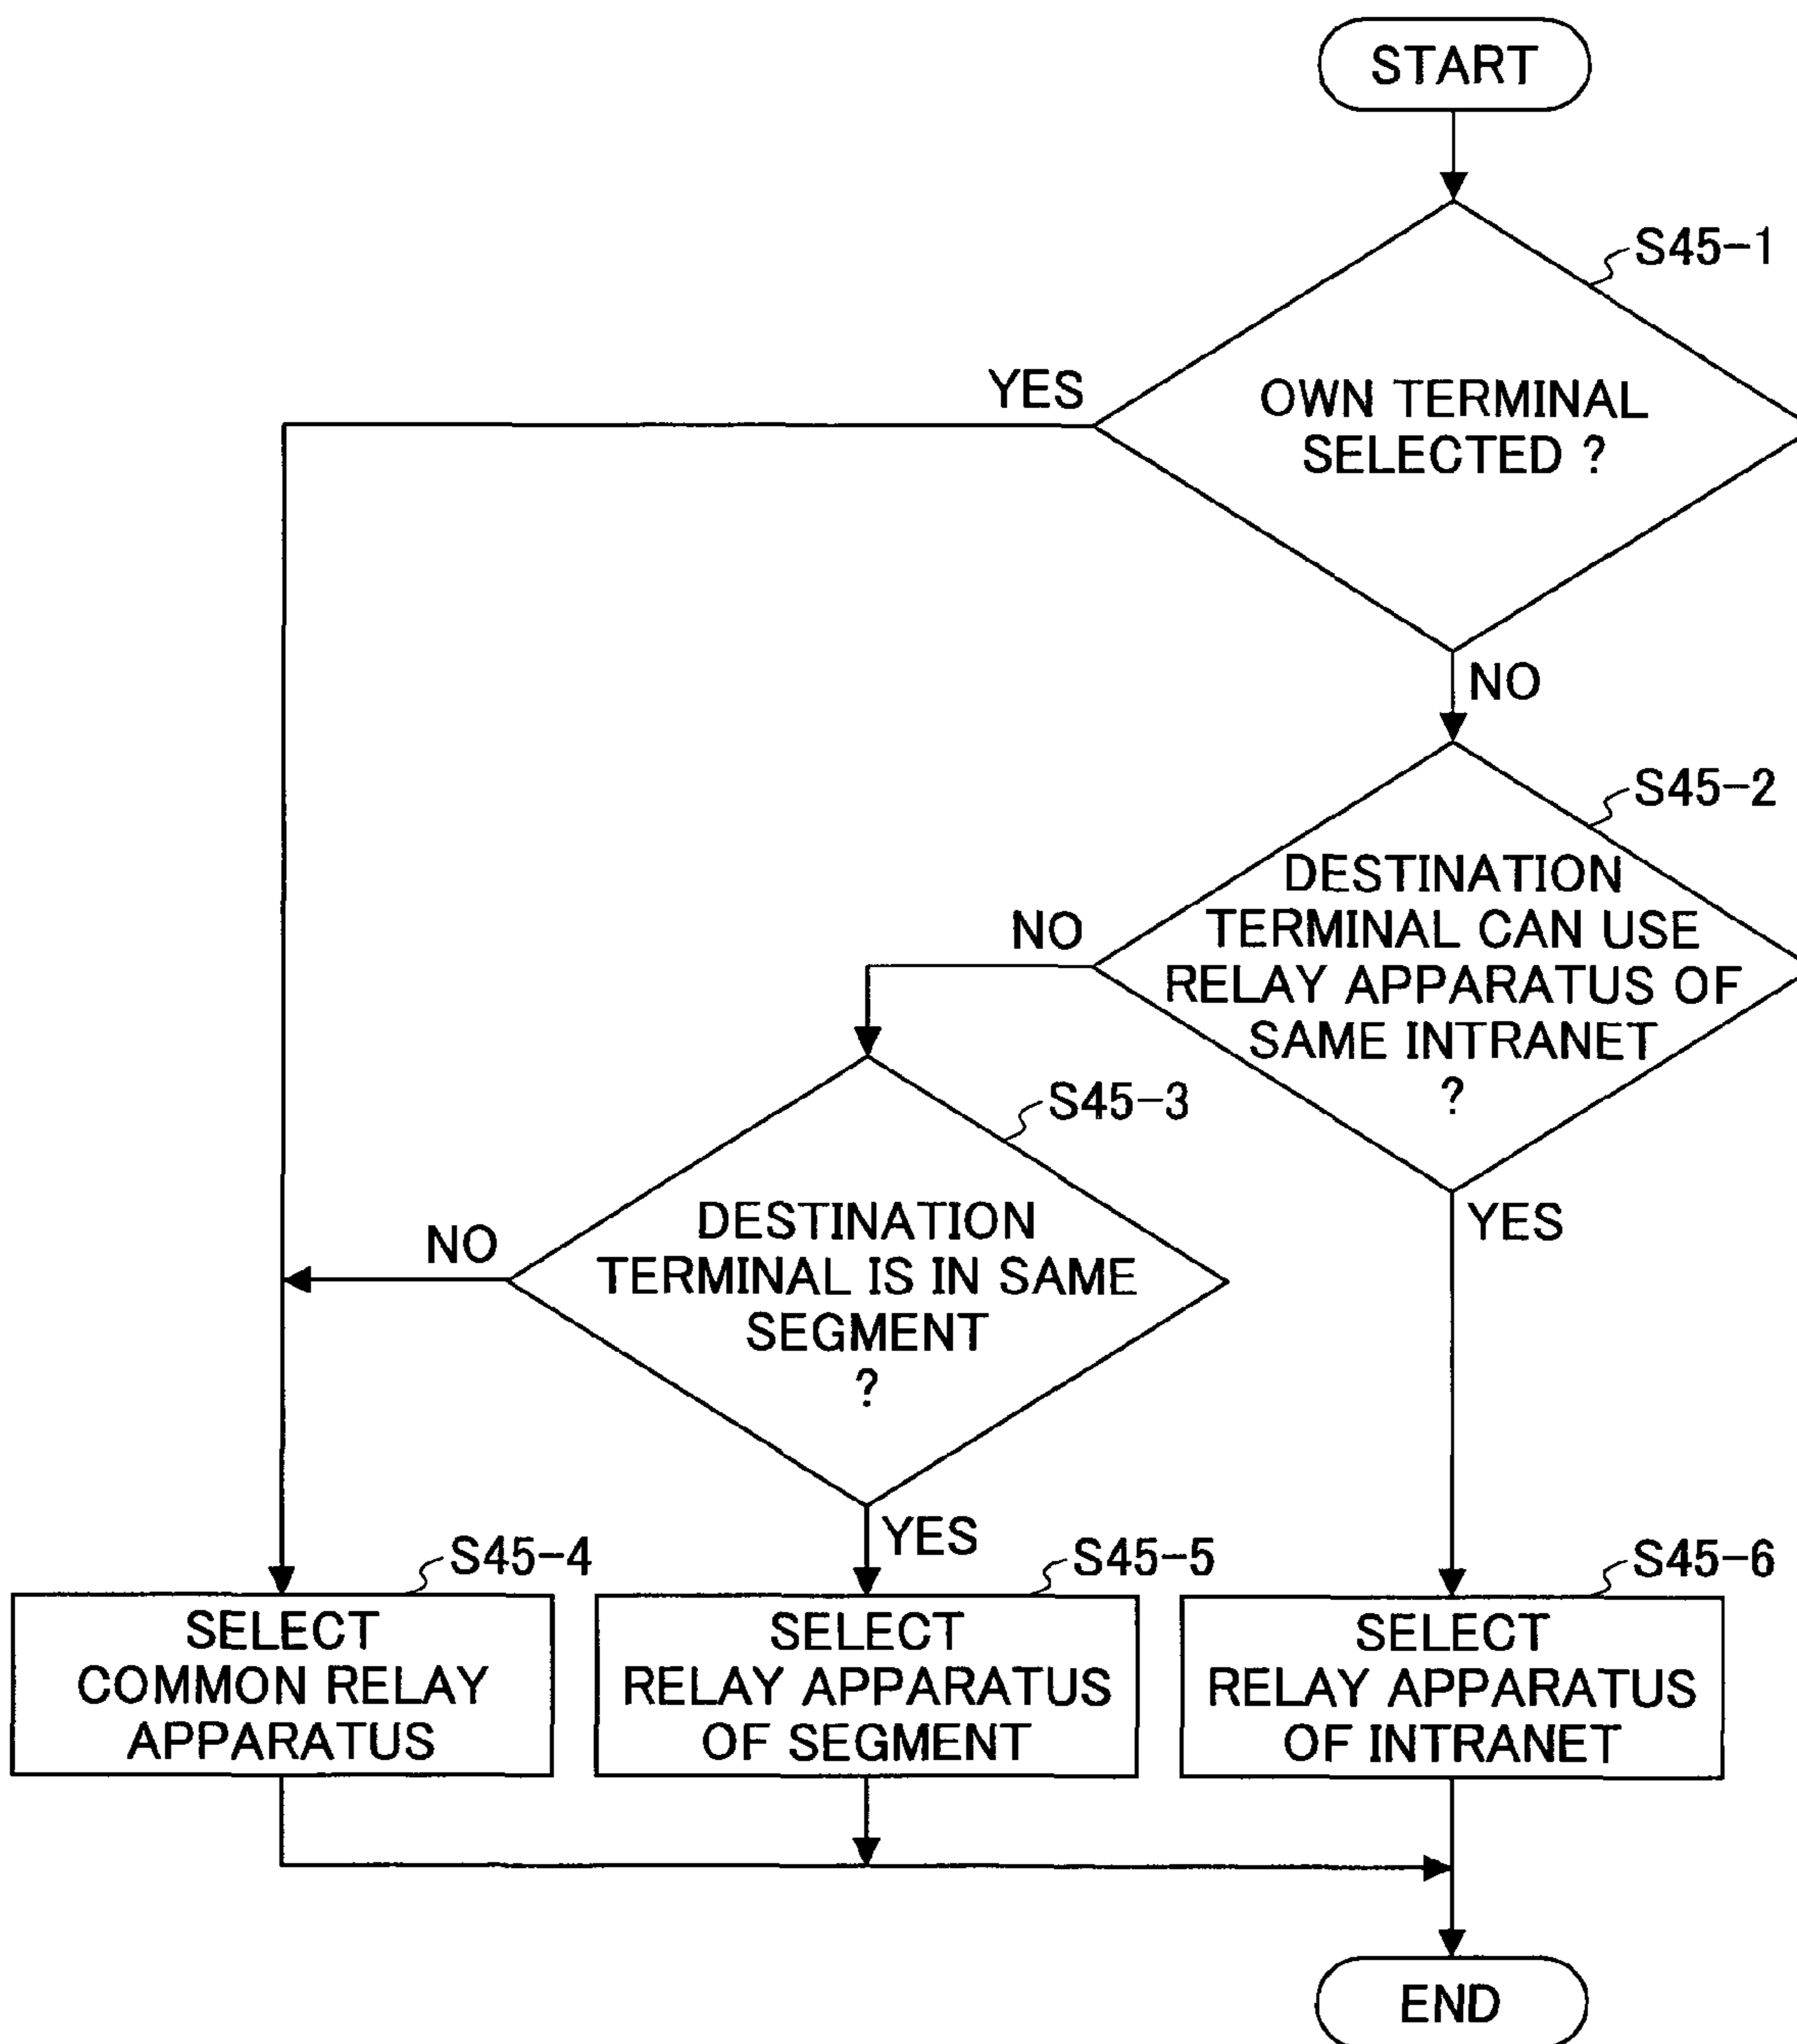 START
S45-1
YES
OWN TERMINAL
SELECTED ?
NO
S45-2
DESTINATION
TERMINAL CAN USE
RELAY APPARATUS OF
SAME INTRANET
?
NO
YES
S45-3
DESTINATION
TERMINAL IS IN SAME
SEGMENT
?
NO
YES
S45-4
SELECT
COMMON RELAY
APPARATUS
S45-5
SELECT
RELAY APPARATUS
OF SEGMENT
S45-6
SELECT
RELAY APPARATUS
OF INTRANET
END